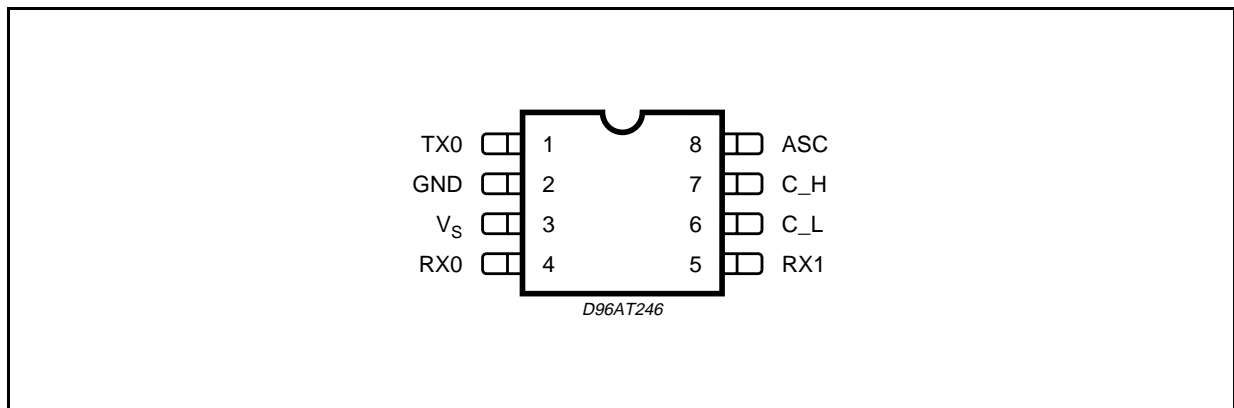 TX0 1 8 ASC
GND 2 7 C_H
VS 3 6 C_L
RX0 4 5 RX1
D96AT246